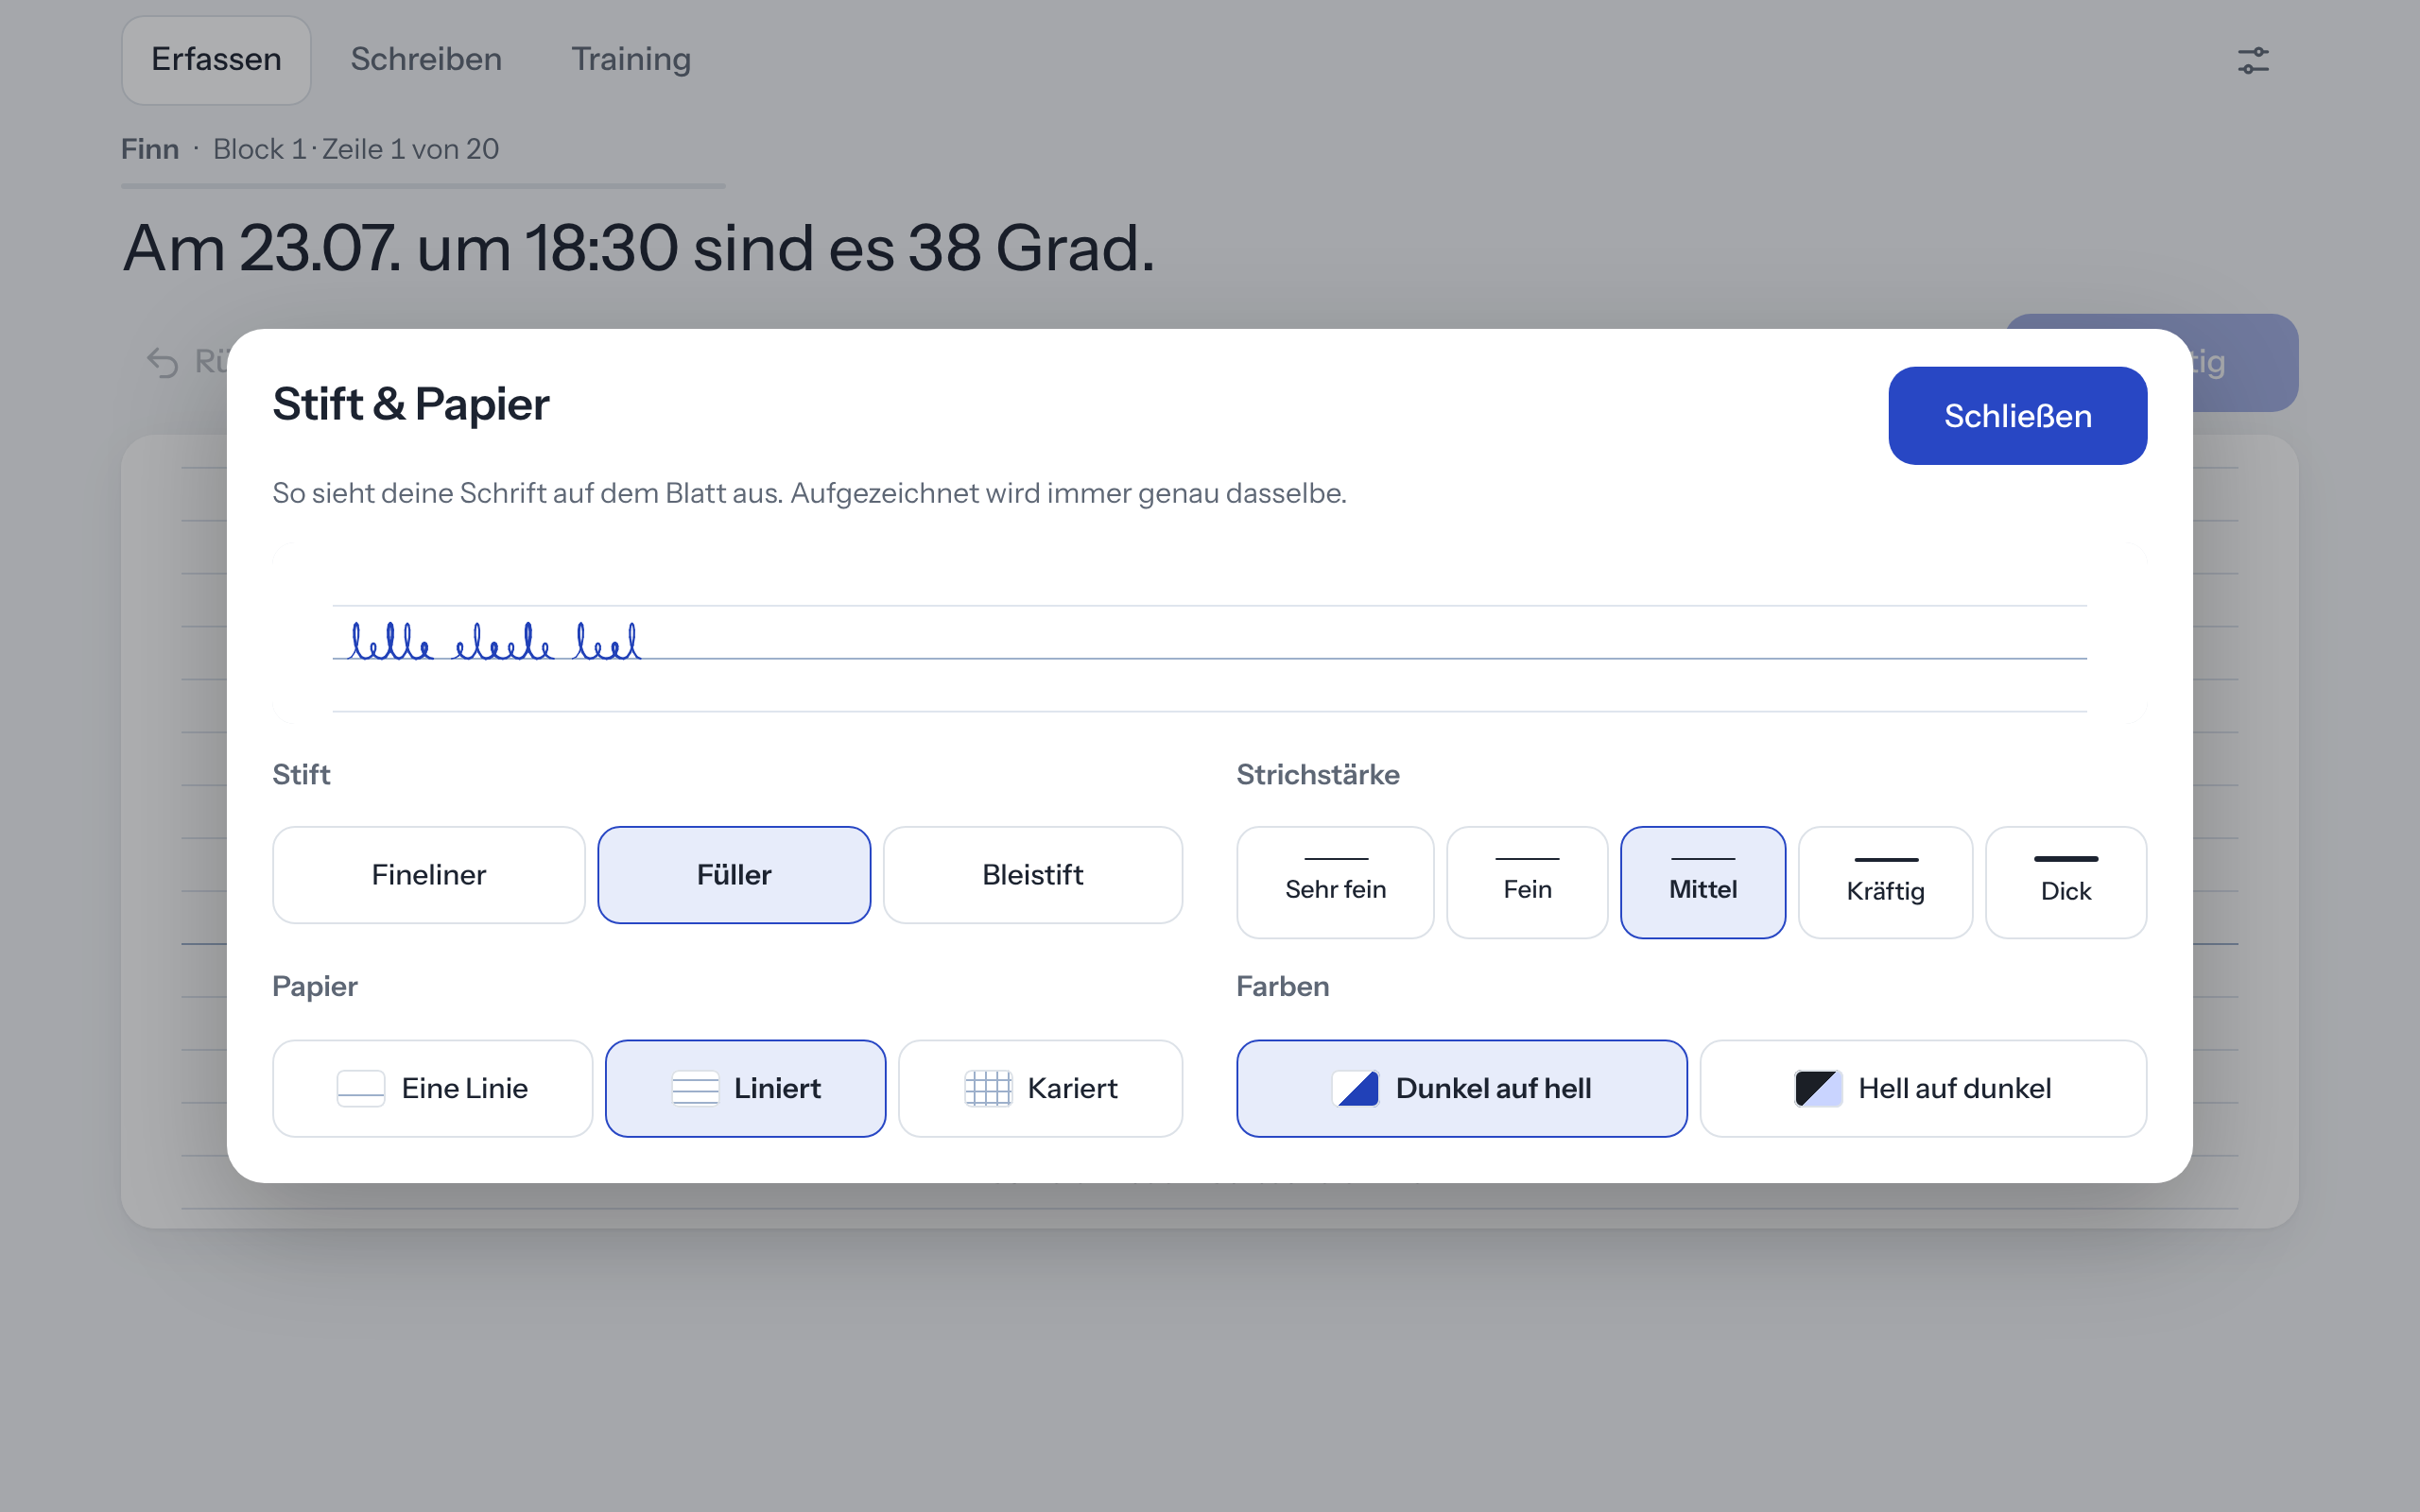 Erfassen Schreiben Training
Finn · Block 1 · Zeile 1 von 20
Am 23.07. um 18:30 sind es 38 Grad.
Stift & Papier
Schließen
So sieht deine Schrift auf dem Blatt aus. Aufgezeichnet wird immer genau dasselbe.
Stift
Fineliner Füller Bleistift
Strichstärke
Sehr fein Fein Mittel Kräftig Dick
Papier
Eine Linie Liniert Kariert
Farben
Dunkel auf hell Hell auf dunkel